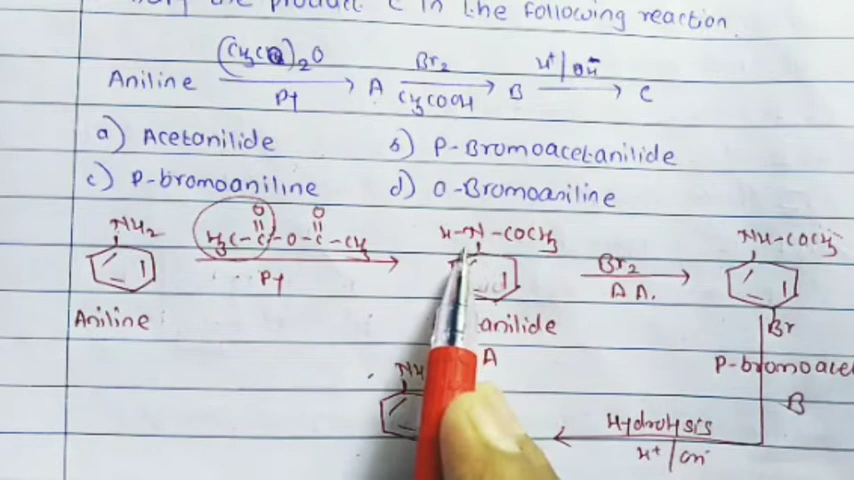 the product C in the following reaction.
Aniline (CH3CO)2O / Py → A Br2 / CH3COOH → B H+/OH- → C
a) Acetanilide b) P-Bromoacetanilide
c) P-bromoaniline d) O-Bromoaniline
NH2 H3C-C-O-C-CH3 O O Py H-N-COCH3 Br2 A A. NH-COCH3
Aniline anilide Br
A P-bromoace
B
NH Hydrolysis
H+/OH-